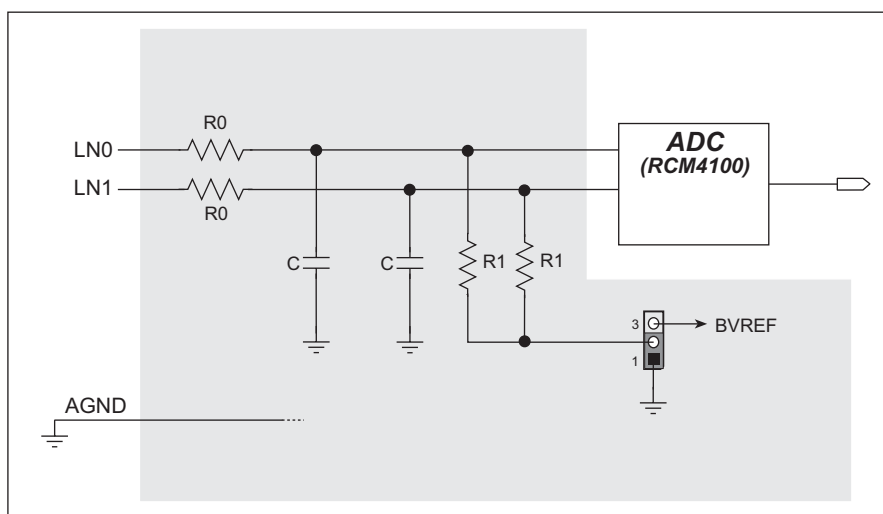 R0
LN0
ADC
(RCM4100)
LN1
R0
C
C
R1
R1
3
BVREF
1
AGND